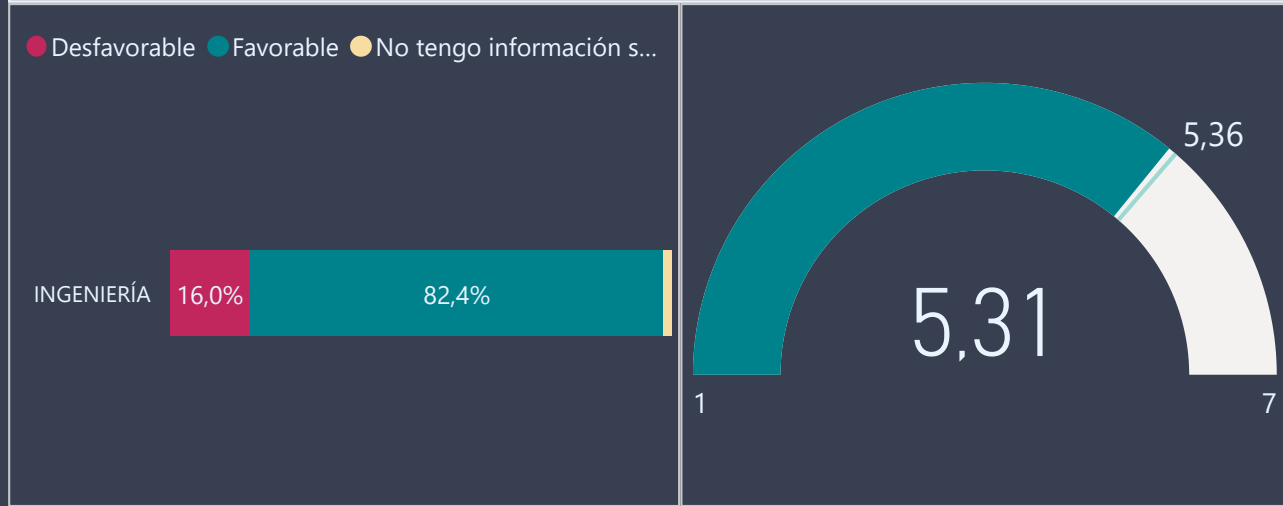 Desfavorable Favorable No tengo información s...
INGENIERÍA 16,0% 82,4%
5,36
5,31
1 7